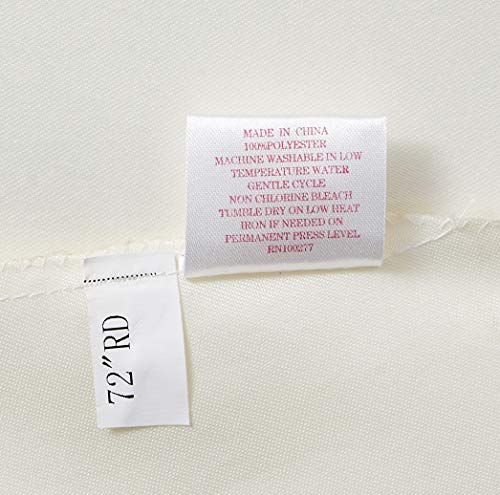 MADE IN CHINA
100%POLYESTER
MACHINE WASHABLE IN LOW
TEMPERATURE WATER
GENTLE CYCLE
NON CHLORINE BLEACH
TUMBLE DRY ON LOW HEAT
IRON IF NEEDED ON
PERMANENT PRESS LEVEL
RN100277
72"RD